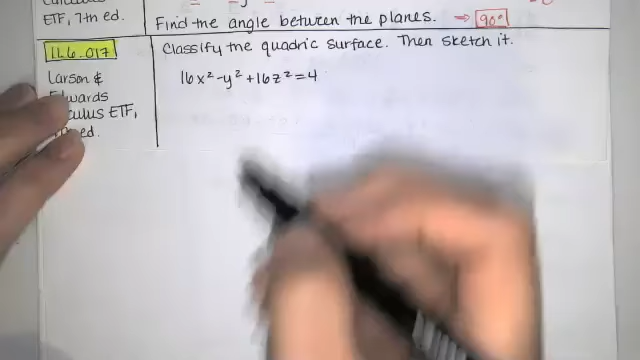 ETF, 7th ed.
Find the angle between the planes. ⇒ 90°
11.6.017
Classify the quadric surface. Then sketch it.
Larson &
Edwards
16x² - y² + 16z² = 4
ETF,
ed.